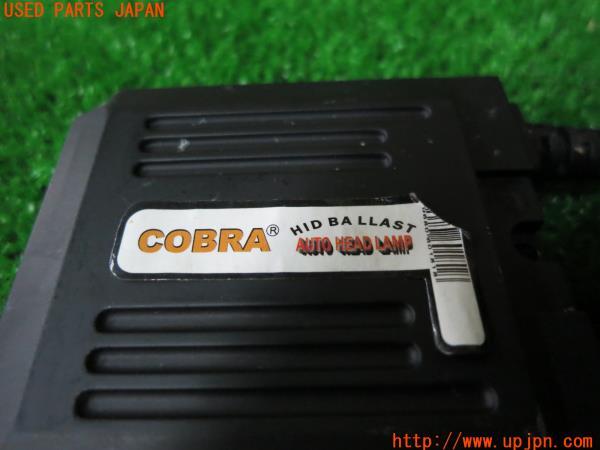 USED PARTS JAPAN
COBRA®
HID BALLAST
AUTO HEAD LAMP
http://www.upjpn.com/